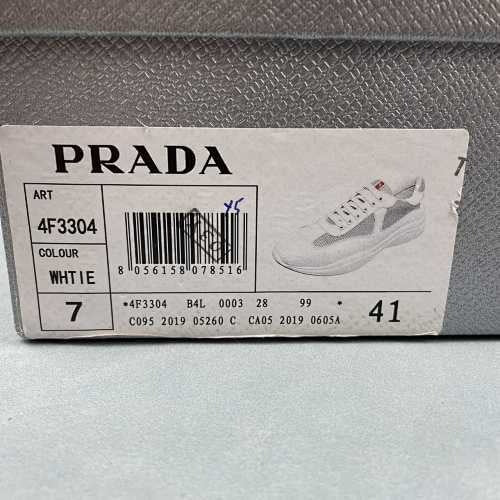 PRADA
ART
4F3304
COLOUR
WHTIE
7
X5
8 056158 078516
*4F3304 B4L 0003 28 99 *
C095 2019 05260 C CA05 2019 0605A
41
T